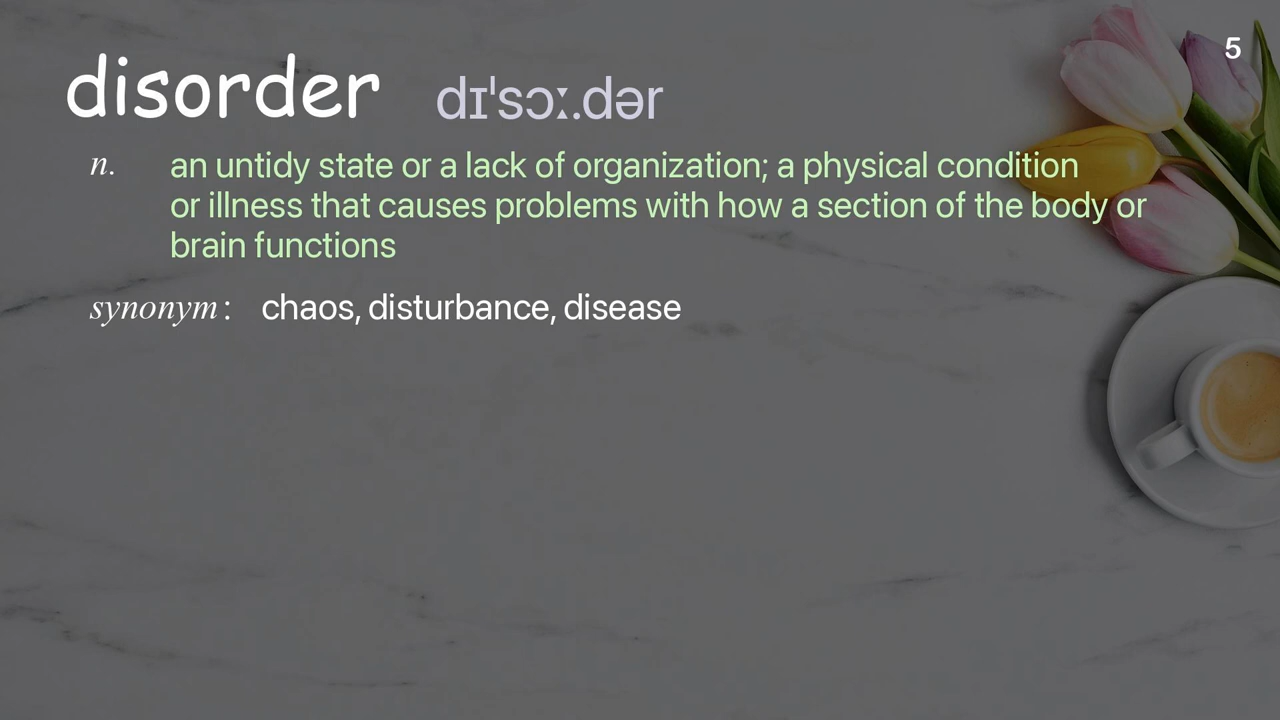 5
disorder dɪˈsɔː.dər
n. an untidy state or a lack of organization; a physical condition
or illness that causes problems with how a section of the body or
brain functions
synonym: chaos, disturbance, disease